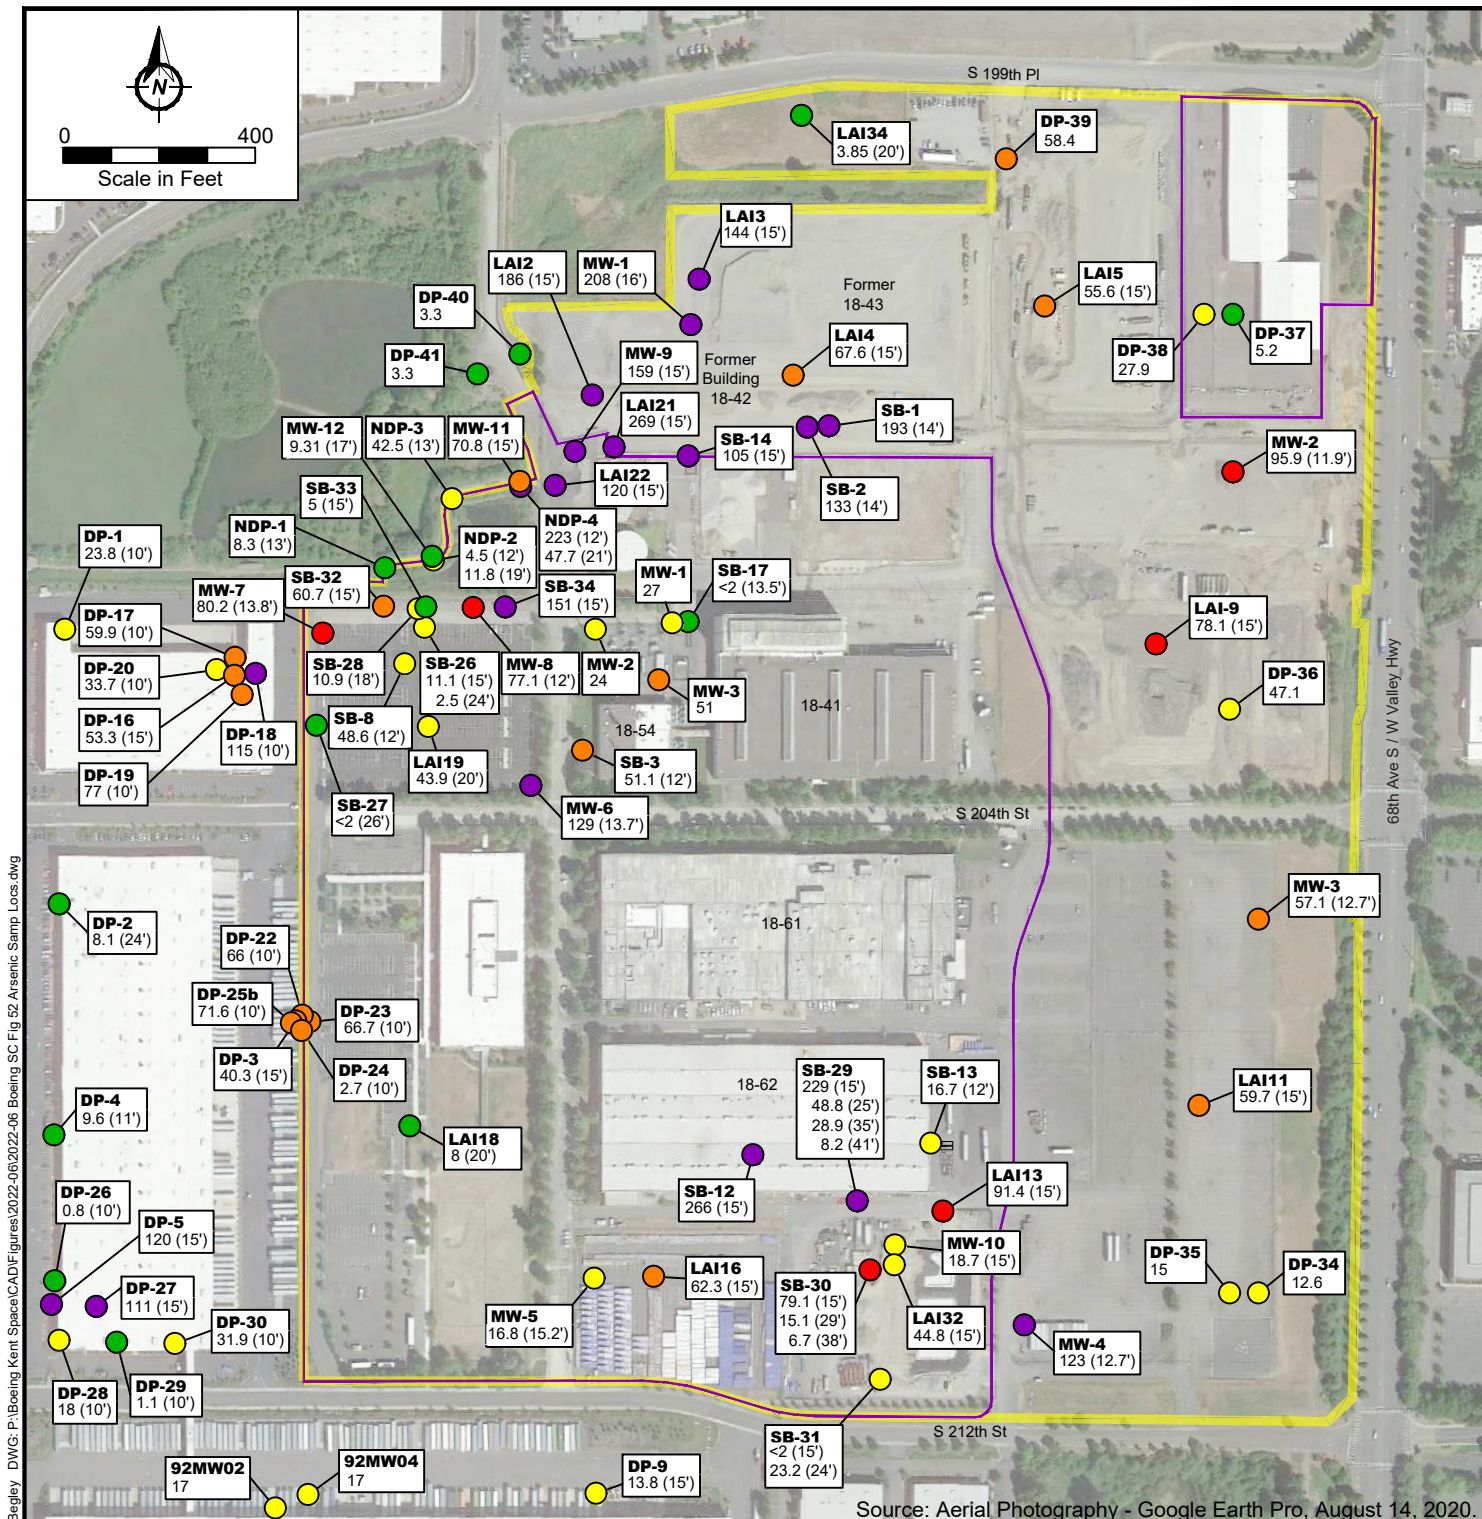 N
0 400
Scale in Feet
S 199th Pl
LAI34
3.85 (20')
DP-39
58.4
LAI3
144 (15')
LAI2
186 (15')
MW-1
208 (16')
Former
18-43
LAI5
55.6 (15')
DP-40
3.3
DP-41
3.3
MW-9
159 (15')
Former
Building
18-42
LAI4
67.6 (15')
DP-38
27.9
DP-37
5.2
LAI21
269 (15')
SB-1
193 (14')
MW-12
9.31 (17')
NDP-3
42.5 (13')
MW-11
70.8 (15')
SB-14
105 (15')
MW-2
95.9 (11.9')
SB-33
5 (15')
LAI22
120 (15')
SB-2
133 (14')
DP-1
23.8 (10')
NDP-1
8.3 (13')
NDP-2
4.5 (12')
11.8 (19')
NDP-4
223 (12')
47.7 (21')
MW-7
80.2 (13.8')
SB-32
60.7 (15')
SB-34
151 (15')
MW-1
27
SB-17
<2 (13.5')
DP-17
59.9 (10')
LAI-9
78.1 (15')
DP-20
33.7 (10')
SB-28
10.9 (18')
SB-26
11.1 (15')
2.5 (24')
MW-8
77.1 (12')
MW-2
24
DP-36
47.1
DP-16
53.3 (15')
DP-18
115 (10')
SB-8
48.6 (12')
MW-3
51
18-41
18-54
DP-19
77 (10')
LAI19
43.9 (20')
SB-3
51.1 (12')
68th Ave S / W Valley Hwy
SB-27
<2 (26')
MW-6
129 (13.7')
S 204th St
DP-2
8.1 (24')
MW-3
57.1 (12.7')
18-61
DP-22
66 (10')
DP-25b
71.6 (10')
DP-23
66.7 (10')
DP-3
40.3 (15')
DP-24
2.7 (10')
18-62
SB-29
229 (15')
48.8 (25')
28.9 (35')
8.2 (41')
SB-13
16.7 (12')
LAI11
59.7 (15')
DP-4
9.6 (11')
LAI18
8 (20')
SB-12
266 (15')
LAI13
91.4 (15')
DP-26
0.8 (10')
DP-5
120 (15')
MW-10
18.7 (15')
DP-35
15
DP-34
12.6
DP-27
111 (15')
LAI16
62.3 (15')
SB-30
79.1 (15')
15.1 (29')
6.7 (38')
LAI32
44.8 (15')
DP-30
31.9 (10')
MW-5
16.8 (15.2')
MW-4
123 (12.7')
DP-28
18 (10')
DP-29
1.1 (10')
S 212th St
SB-31
<2 (15')
23.2 (24')
92MW02
17
92MW04
17
DP-9
13.8 (15')
Source: Aerial Photography - Google Earth Pro, August 14, 2020.
Begley DWG: P:\Boeing Kent Space\CAD\Figures\2022-06\2022-06 Boeing SC Fig 52 Arsenic Samp Locs.dwg